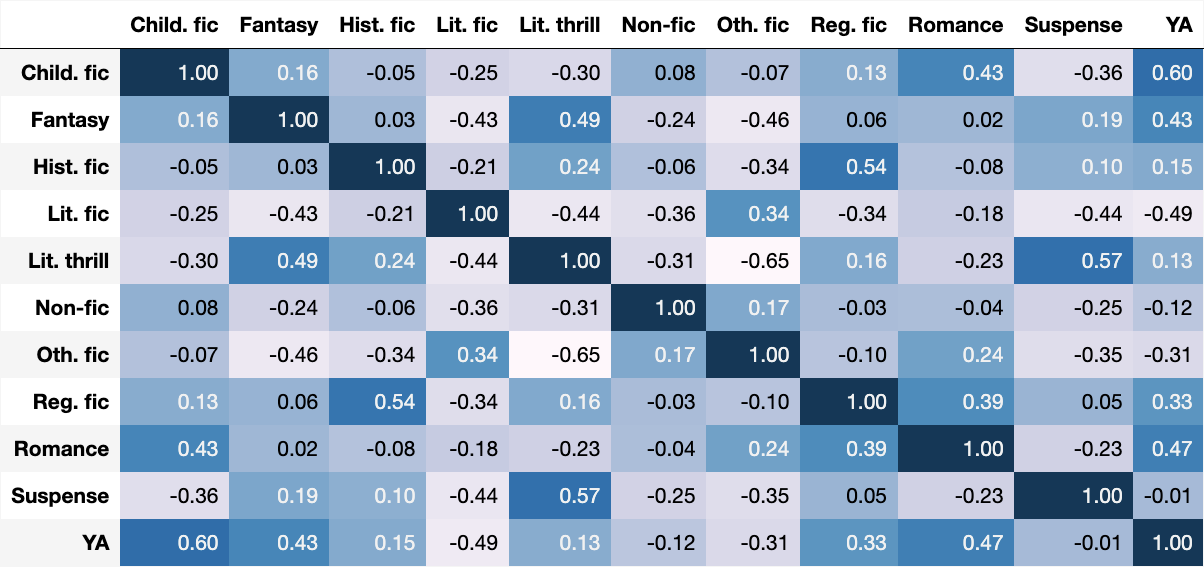 Child. fic Fantasy Hist. fic Lit. fic Lit. thrill Non-fic Oth. fic Reg. fic Romance Suspense YA
Child. fic 1.00 0.16 -0.05 -0.25 -0.30 0.08 -0.07 0.13 0.43 -0.36 0.60
Fantasy 0.16 1.00 0.03 -0.43 0.49 -0.24 -0.46 0.06 0.02 0.19 0.43
Hist. fic -0.05 0.03 1.00 -0.21 0.24 -0.06 -0.34 0.54 -0.08 0.10 0.15
Lit. fic -0.25 -0.43 -0.21 1.00 -0.44 -0.36 0.34 -0.34 -0.18 -0.44 -0.49
Lit. thrill -0.30 0.49 0.24 -0.44 1.00 -0.31 -0.65 0.16 -0.23 0.57 0.13
Non-fic 0.08 -0.24 -0.06 -0.36 -0.31 1.00 0.17 -0.03 -0.04 -0.25 -0.12
Oth. fic -0.07 -0.46 -0.34 0.34 -0.65 0.17 1.00 -0.10 0.24 -0.35 -0.31
Reg. fic 0.13 0.06 0.54 -0.34 0.16 -0.03 -0.10 1.00 0.39 0.05 0.33
Romance 0.43 0.02 -0.08 -0.18 -0.23 -0.04 0.24 0.39 1.00 -0.23 0.47
Suspense -0.36 0.19 0.10 -0.44 0.57 -0.25 -0.35 0.05 -0.23 1.00 -0.01
YA 0.60 0.43 0.15 -0.49 0.13 -0.12 -0.31 0.33 0.47 -0.01 1.00